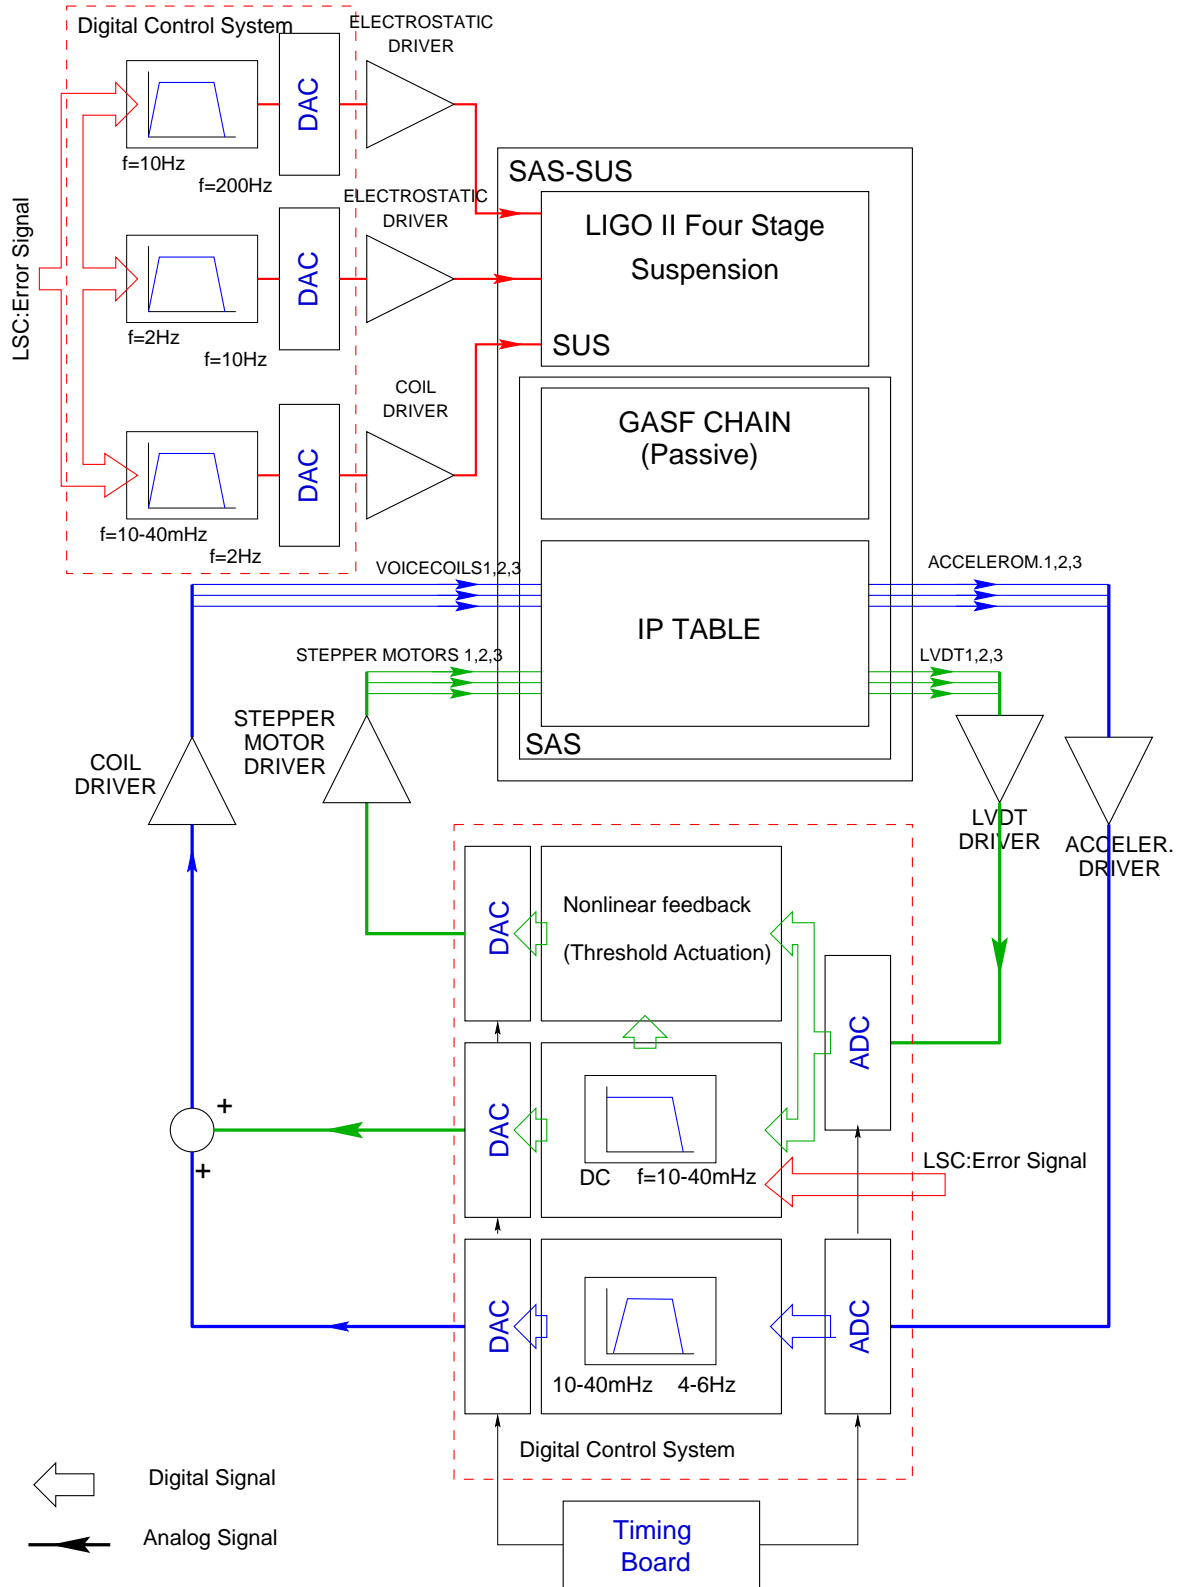 ELECTROSTATIC
DRIVER
Digital Control System
DAC
f=10Hz
f=200Hz
LSC:Error Signal
ELECTROSTATIC
DRIVER
DAC
f=2Hz
f=10Hz
COIL
DRIVER
DAC
f=10-40mHz
f=2Hz
SAS-SUS
LIGO II Four Stage
Suspension
SUS
GASF CHAIN
(Passive)
VOICECOILS1,2,3
ACCELEROM.1,2,3
IP TABLE
STEPPER MOTORS 1,2,3
LVDT1,2,3
SAS
STEPPER
MOTOR
DRIVER
COIL
DRIVER
LVDT
DRIVER
ACCELER.
DRIVER
DAC
Nonlinear feedback
(Threshold Actuation)
ADC
DAC
DC
f=10-40mHz
LSC:Error Signal
+
+
DAC
10-40mHz
4-6Hz
ADC
Digital Control System
Digital Signal
Analog Signal
Timing
Board